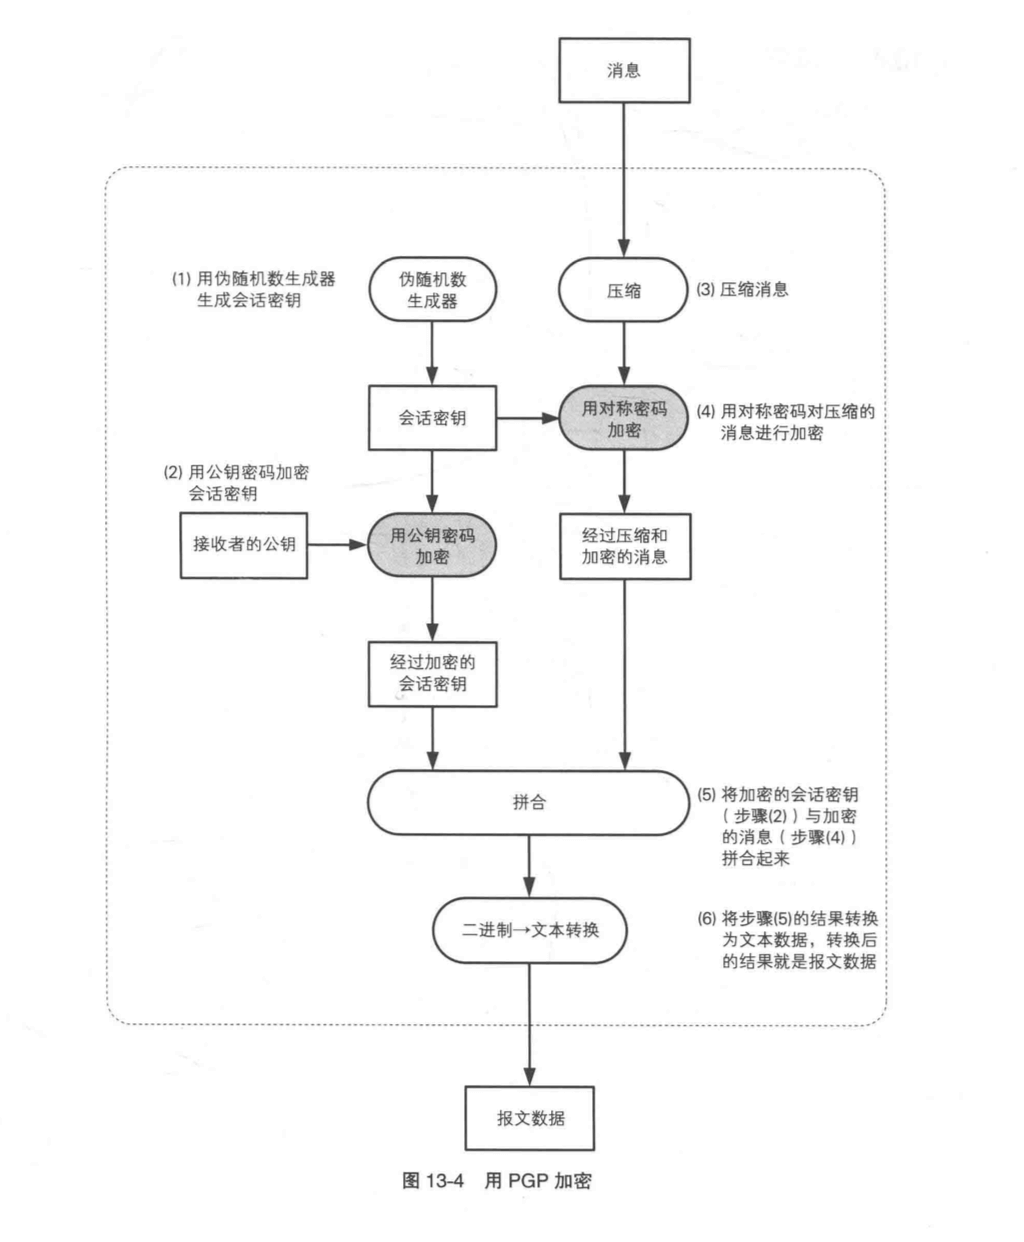 消息
(1) 用伪随机数生成器
生成会话密钥
伪随机数
生成器
压缩
(3) 压缩消息
会话密钥
用对称密码
加密
(4) 用对称密码对压缩的
消息进行加密
(2) 用公钥密码加密
会话密钥
接收者的公钥
用公钥密码
加密
经过压缩和
加密的消息
经过加密的
会话密钥
拼合
(5) 将加密的会话密钥
（步骤(2)）与加密
的消息（步骤(4)）
拼合起来
二进制→文本转换
(6) 将步骤(5)的结果转换
为文本数据，转换后
的结果就是报文数据
报文数据
图 13-4 用 PGP 加密